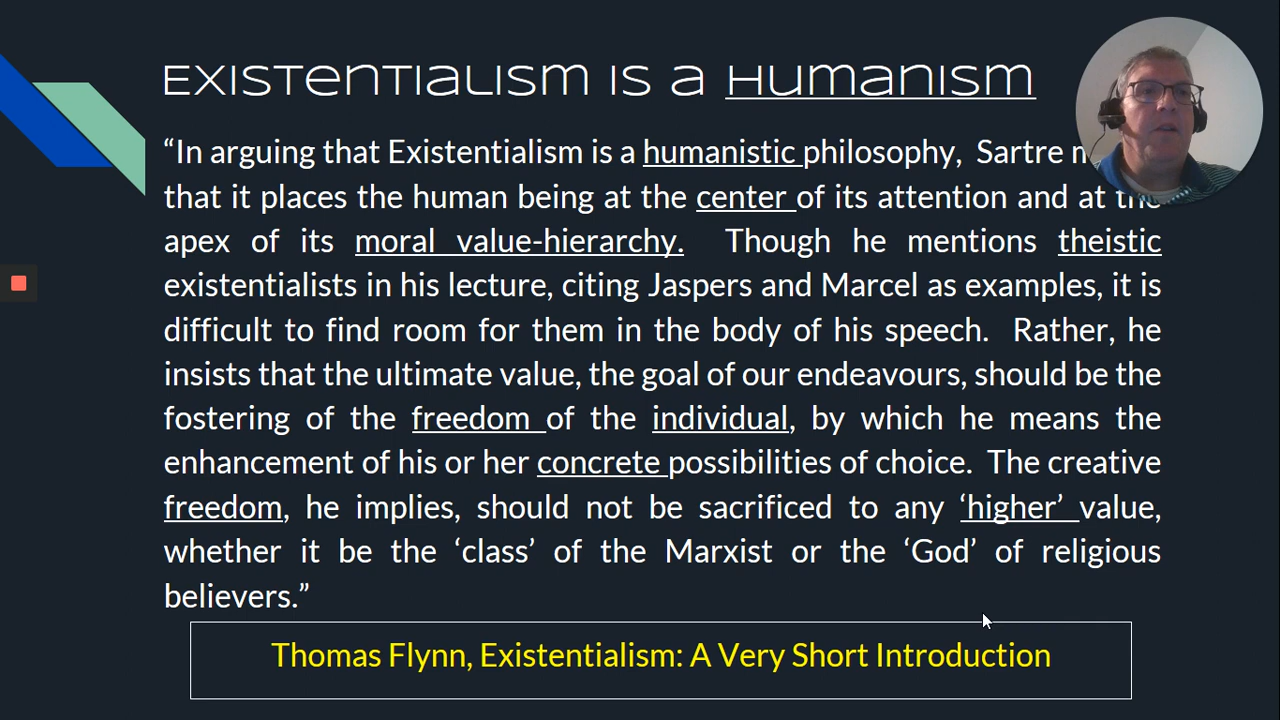 Existentialism is a Humanism
“In arguing that Existentialism is a humanistic philosophy, Sartre
that it places the human being at the center of its attention and at the
apex of its moral value-hierarchy. Though he mentions theistic
existentialists in his lecture, citing Jaspers and Marcel as examples, it is
difficult to find room for them in the body of his speech. Rather, he
insists that the ultimate value, the goal of our endeavours, should be the
fostering of the freedom of the individual, by which he means the
enhancement of his or her concrete possibilities of choice. The creative
freedom, he implies, should not be sacrificed to any ‘higher’ value,
whether it be the ‘class’ of the Marxist or the ‘God’ of religious
believers.”
Thomas Flynn, Existentialism: A Very Short Introduction